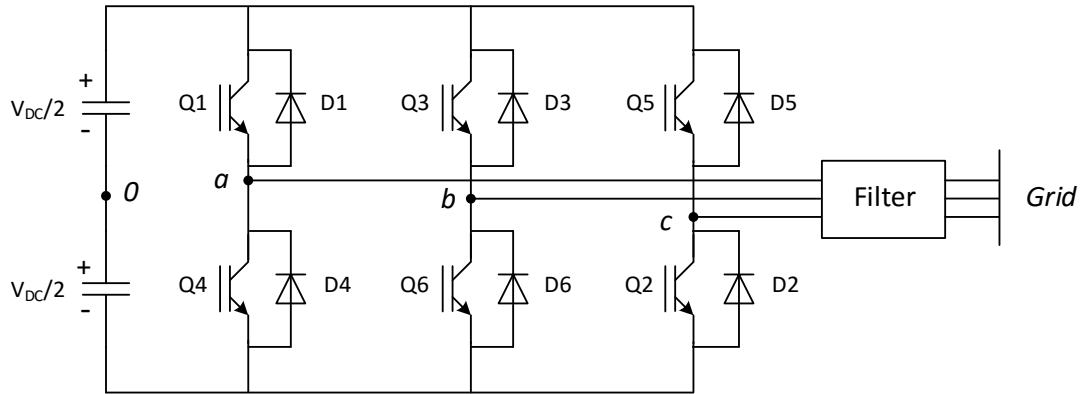 +
V_DC/2
-
Q1
D1
Q3
D3
Q5
D5
0
a
b
c
Filter
Grid
+
V_DC/2
-
Q4
D4
Q6
D6
Q2
D2